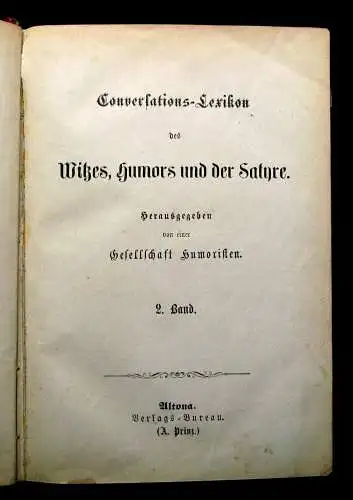 Conversations-Lexikon
des
Witzes, Humors und der Satyre.
Herausgegeben
von einer
Gesellschaft Humoristen.
2. Band.
Altona.
Verlags-Bureau.
(A. Prinz.)